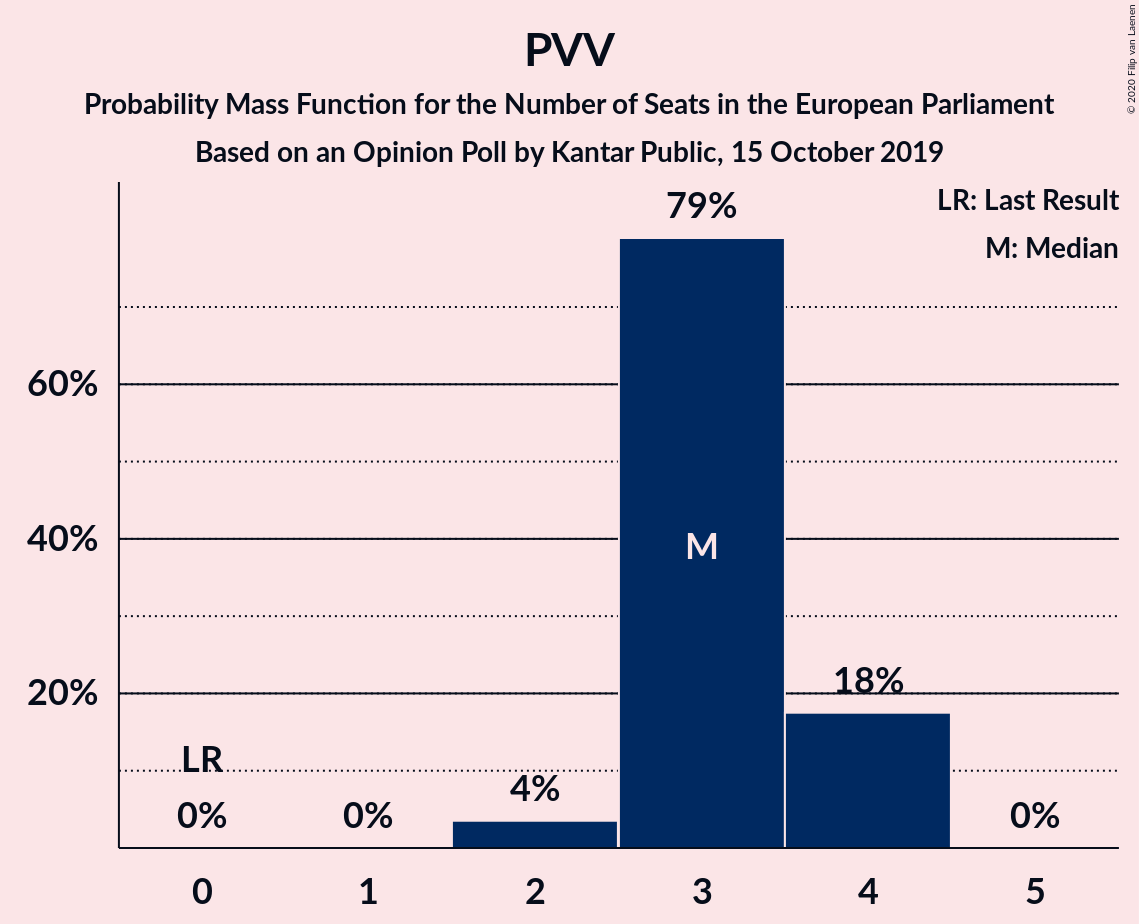 PVV
Probability Mass Function for the Number of Seats in the European Parliament
Based on an Opinion Poll by Kantar Public, 15 October 2019
© 2020 Filip van Laenen
LR: Last Result
M: Median
79%
60%
40%
M
20%
18%
LR
4%
0%
0%
0%
0
1
2
3
4
5